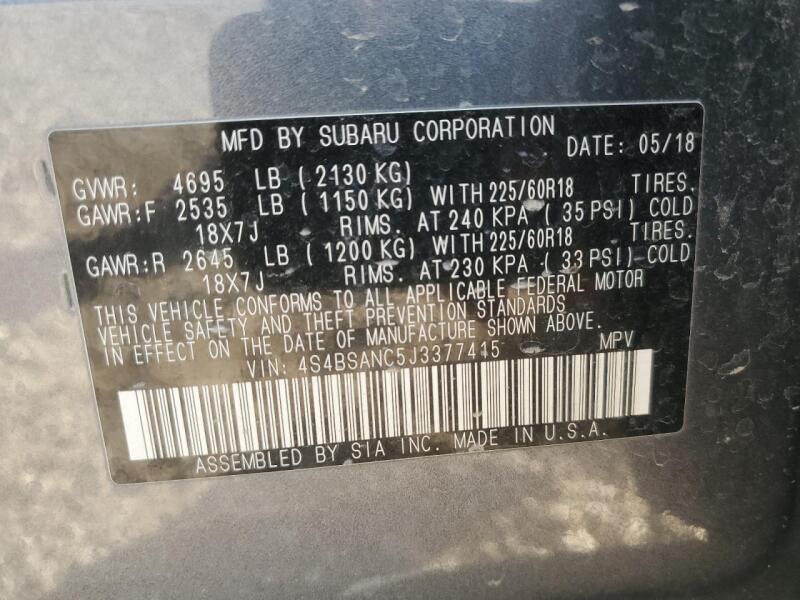 MFD BY SUBARU CORPORATION DATE: 05/18
GVWR: 4695 LB ( 2130 KG)
GAWR:F 2535 LB ( 1150 KG) WITH 225/60R18 TIRES.
18X7J RIMS. AT 240 KPA ( 35 PSI) COLD
GAWR:R 2645 LB ( 1200 KG) WITH 225/60R18 TIRES.
18X7J RIMS. AT 230 KPA ( 33 PSI) COLD
THIS VEHICLE CONFORMS TO ALL APPLICABLE FEDERAL MOTOR
VEHICLE SAFETY AND THEFT PREVENTION STANDARDS
IN EFFECT ON THE DATE OF MANUFACTURE SHOWN ABOVE.
VIN: 4S4BSANC5J3377415 MPV
ASSEMBLED BY SIA INC. MADE IN U.S.A.